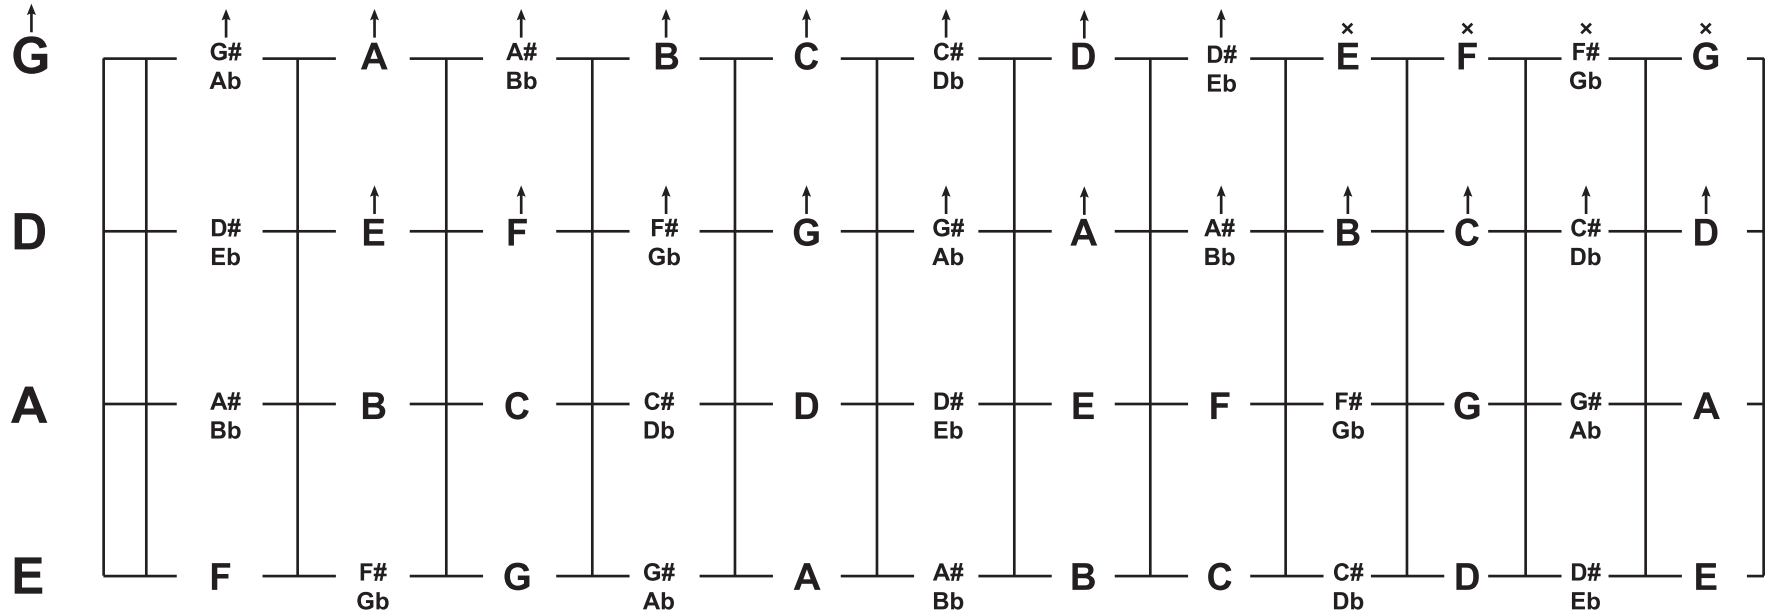 ↑ ↑ ↑ ↑ ↑ ↑ ↑ ↑ ↑ × × × ×
G G# A A# B C C# D D# E F F# G
Ab Bb Db Eb Gb
↑ ↑ ↑ ↑ ↑ ↑ ↑ ↑ ↑ ↑ ↑
D D# E F F# G G# A A# B C C# D
Eb Gb Ab Bb Db
A A# B C C# D D# E F F# G G# A
Bb Db Eb Gb Ab
E F F# G G# A A# B C C# D D# E
Gb Ab Bb Db Eb